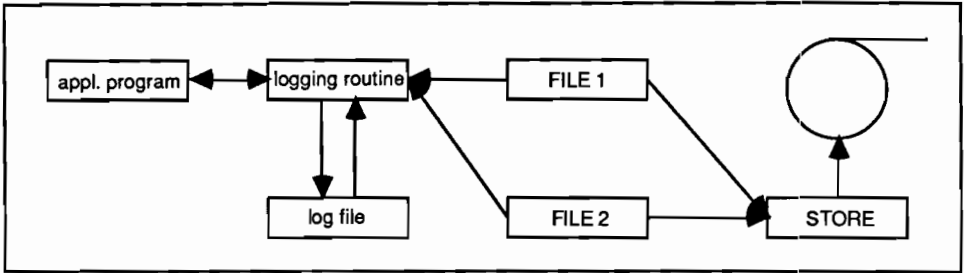 appl. program
logging routine
FILE 1
log file
FILE 2
STORE